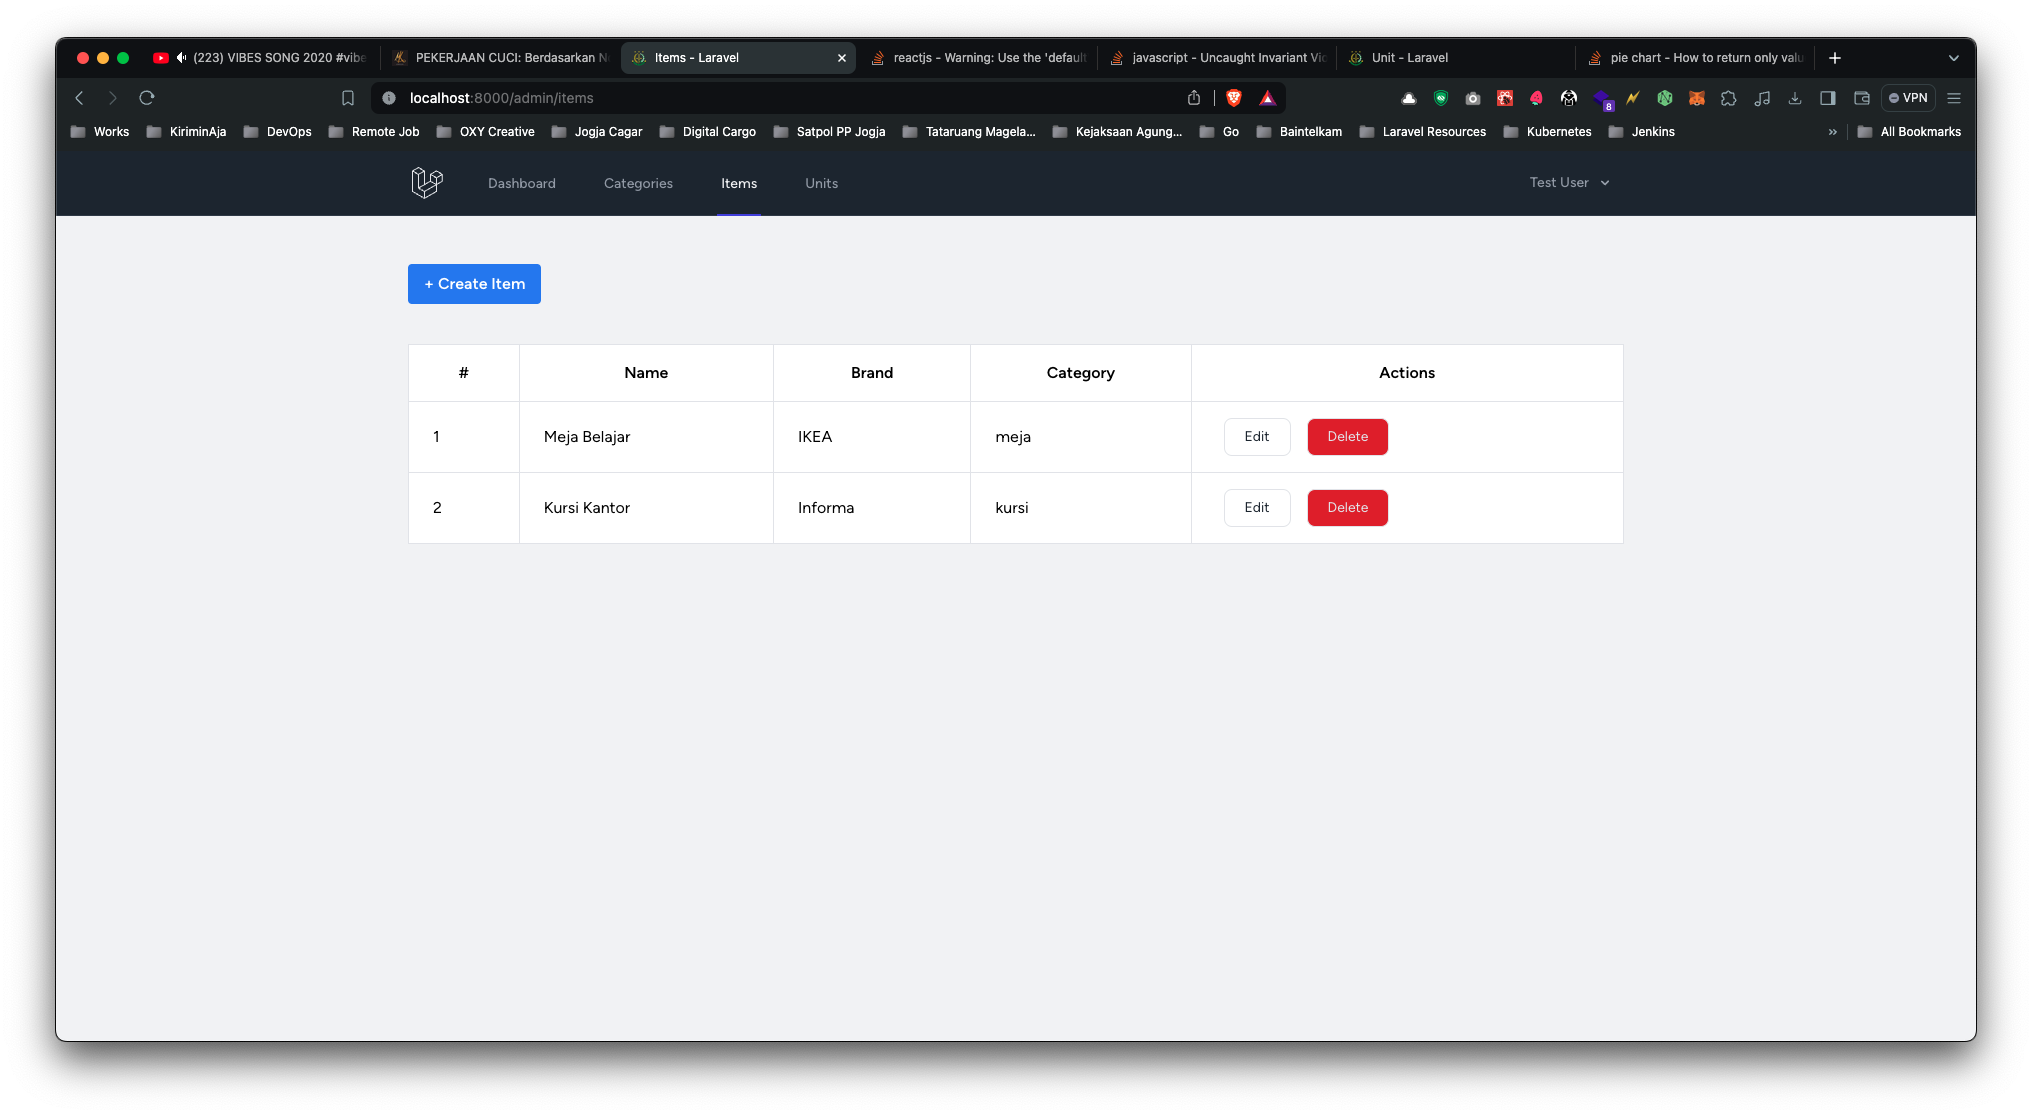 (223) VIBES SONG 2020 #vibe
PEKERJAAN CUCI: Berdasarkan N
Items - Laravel
reactjs - Warning: Use the 'default
javascript - Uncaught Invariant Vio
Unit - Laravel
pie chart - How to return only valu
localhost:8000/admin/items
8
VPN
Works KiriminAja DevOps Remote Job OXY Creative Jogja Cagar Digital Cargo Satpol PP Jogja Tataruang Magela... Kejaksaan Agung... Go Baintelkam Laravel Resources Kubernetes Jenkins » All Bookmarks
Dashboard Categories Items Units Test User
+ Create Item
# Name Brand Category Actions
1 Meja Belajar IKEA meja Edit Delete
2 Kursi Kantor Informa kursi Edit Delete